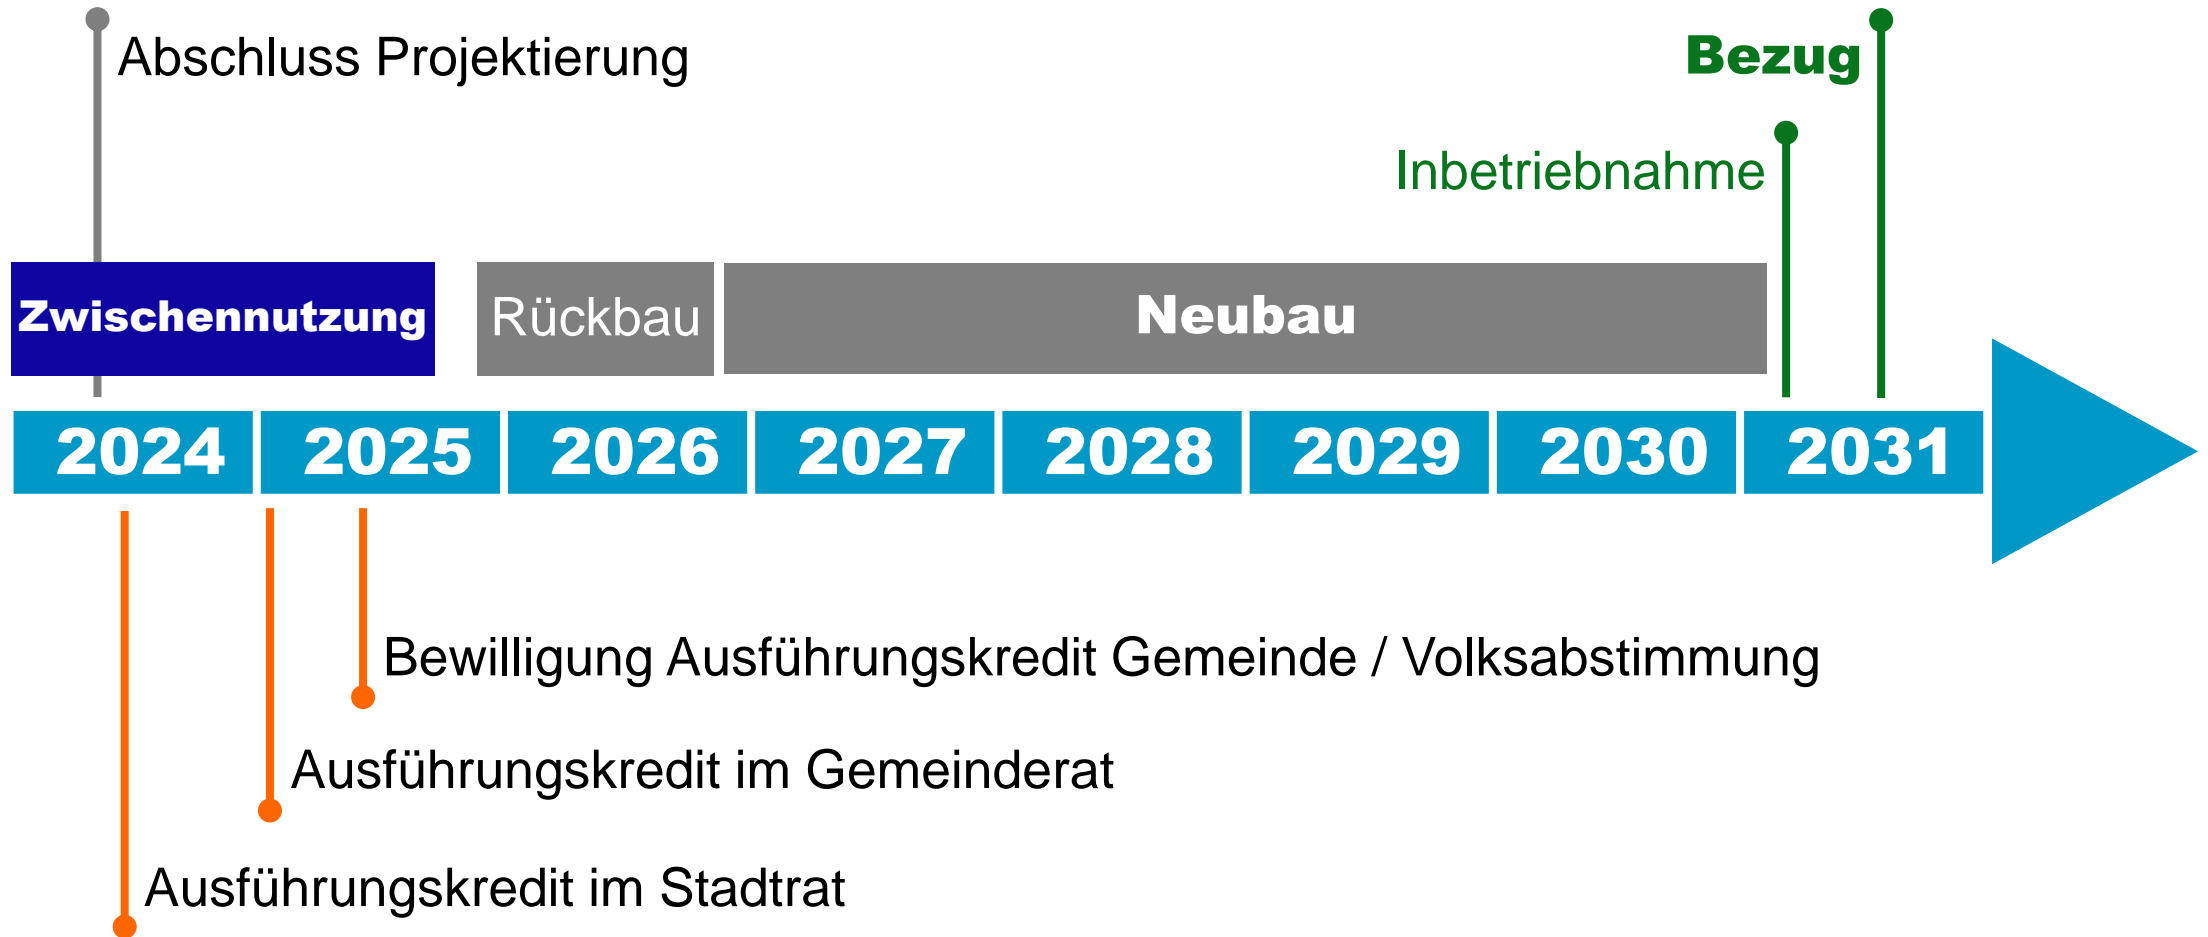 Abschluss Projektierung
Bezug
Inbetriebnahme
Zwischennutzung
Rückbau
Neubau
2024
2025
2026
2027
2028
2029
2030
2031
Bewilligung Ausführungskredit Gemeinde / Volksabstimmung
Ausführungskredit im Gemeinderat
Ausführungskredit im Stadtrat